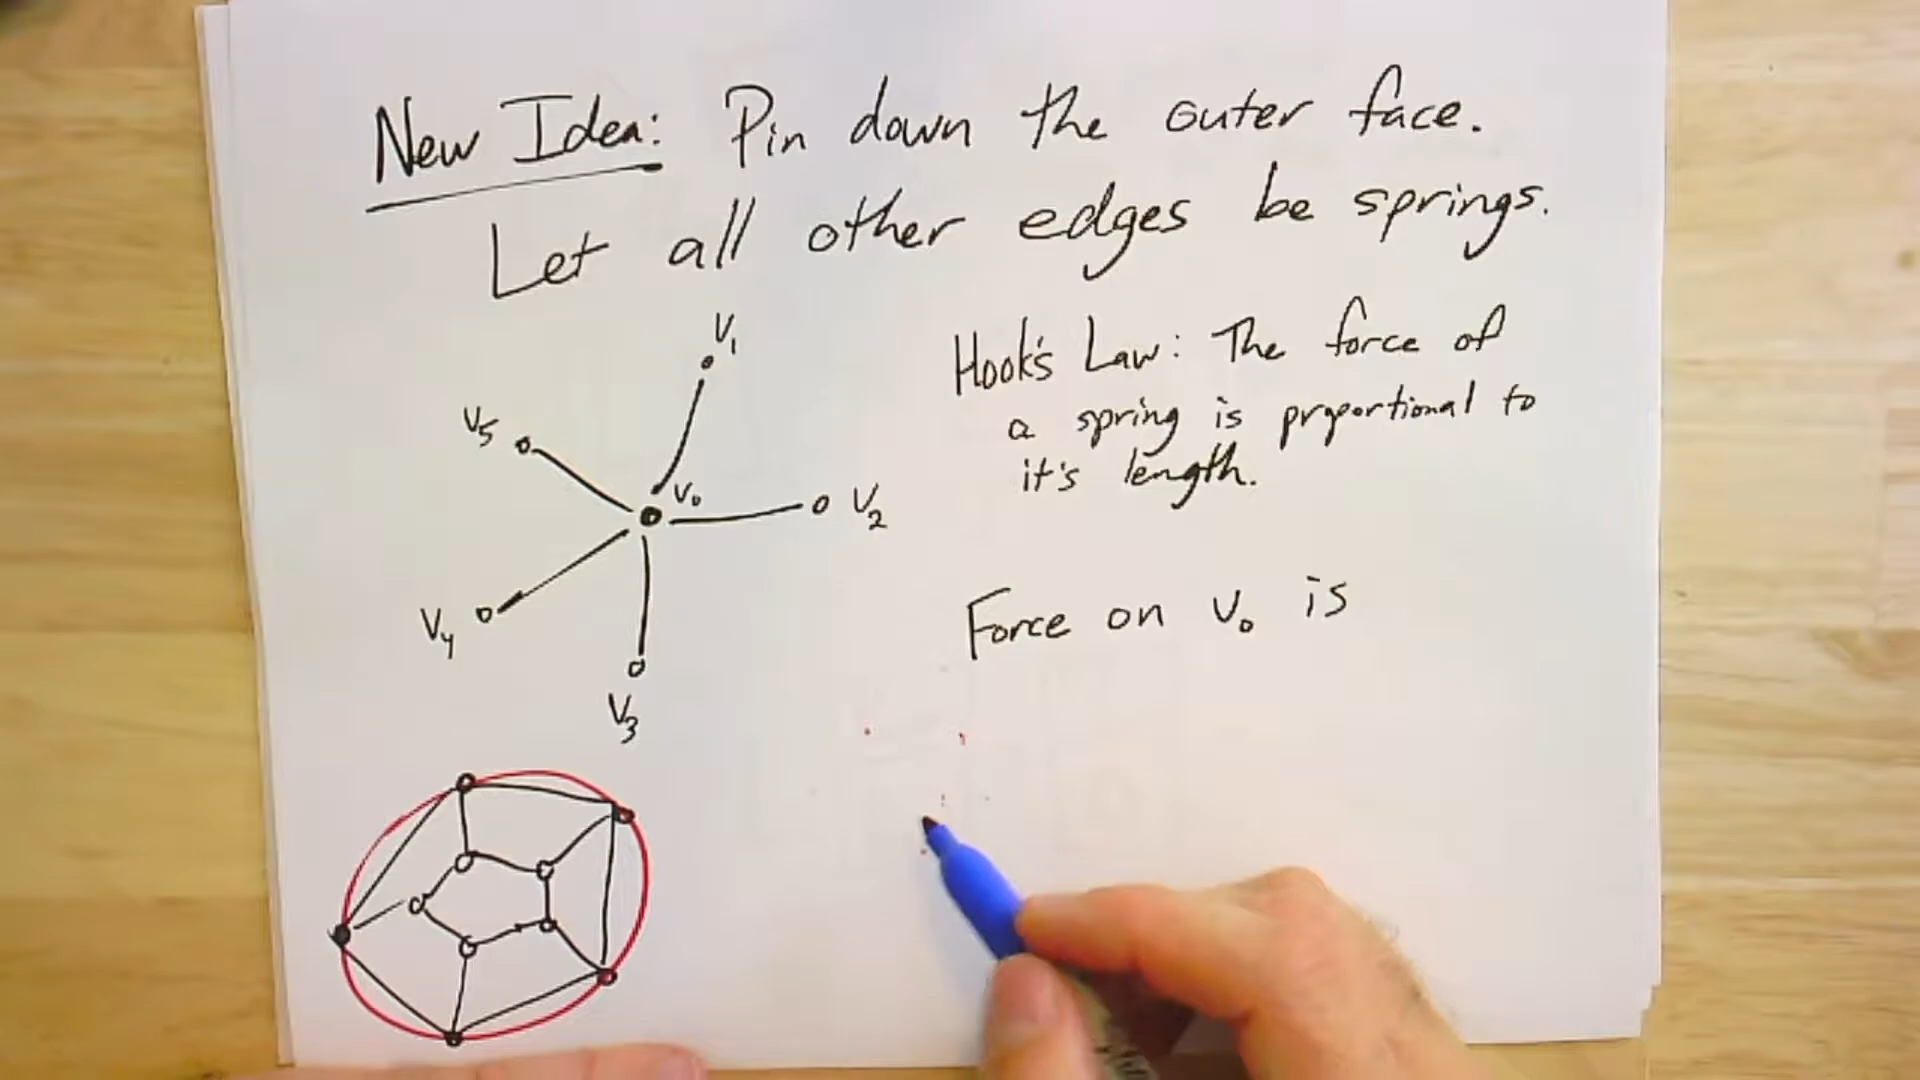 New Idea: Pin down the outer face.
Let all other edges be springs.
V₁
V₅
V₀
V₂
V₄
V₃
Hook's Law: The force of
a spring is prportional to
it's length.
Force on V₀ is